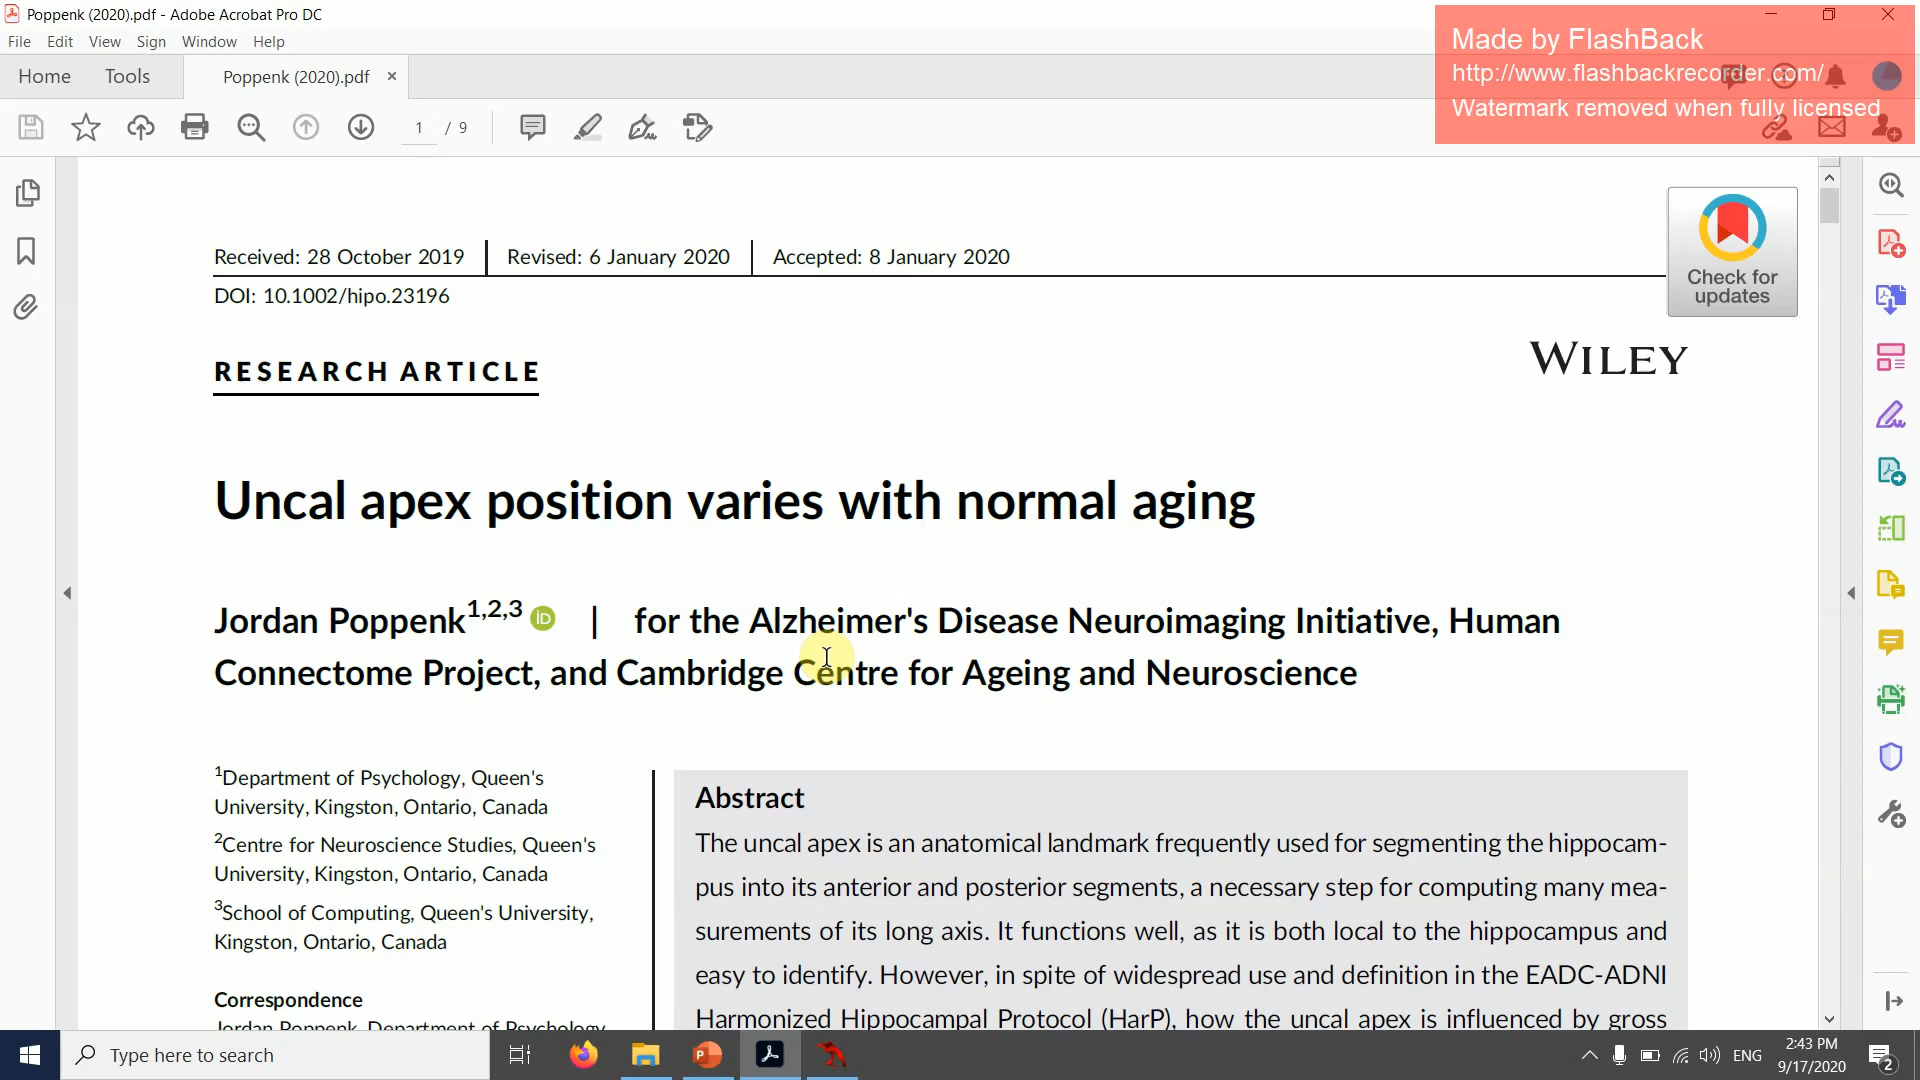 Poppenk (2020).pdf - Adobe Acrobat Pro DC
File Edit View Sign Window Help
Made by FlashBack
http://www.flashbackrecorder.com/
Watermark removed when fully licensed
Home Tools Poppenk (2020).pdf ×
1 / 9
Received: 28 October 2019 Revised: 6 January 2020 Accepted: 8 January 2020
DOI: 10.1002/hipo.23196
Check for
updates
RESEARCH ARTICLE
WILEY
Uncal apex position varies with normal aging
Jordan Poppenk1,2,3 iD | for the Alzheimer's Disease Neuroimaging Initiative, Human
Connectome Project, and Cambridge Centre for Ageing and Neuroscience
1Department of Psychology, Queen's
University, Kingston, Ontario, Canada
2Centre for Neuroscience Studies, Queen's
University, Kingston, Ontario, Canada
3School of Computing, Queen's University,
Kingston, Ontario, Canada
Correspondence
Jordan Poppenk, Department of Psychology
Abstract
The uncal apex is an anatomical landmark frequently used for segmenting the hippocam-
pus into its anterior and posterior segments, a necessary step for computing many mea-
surements of its long axis. It functions well, as it is both local to the hippocampus and
easy to identify. However, in spite of widespread use and definition in the EADC-ADNI
Harmonized Hippocampal Protocol (HarP), how the uncal apex is influenced by gross
Type here to search
ENG
2:43 PM
9/17/2020
2